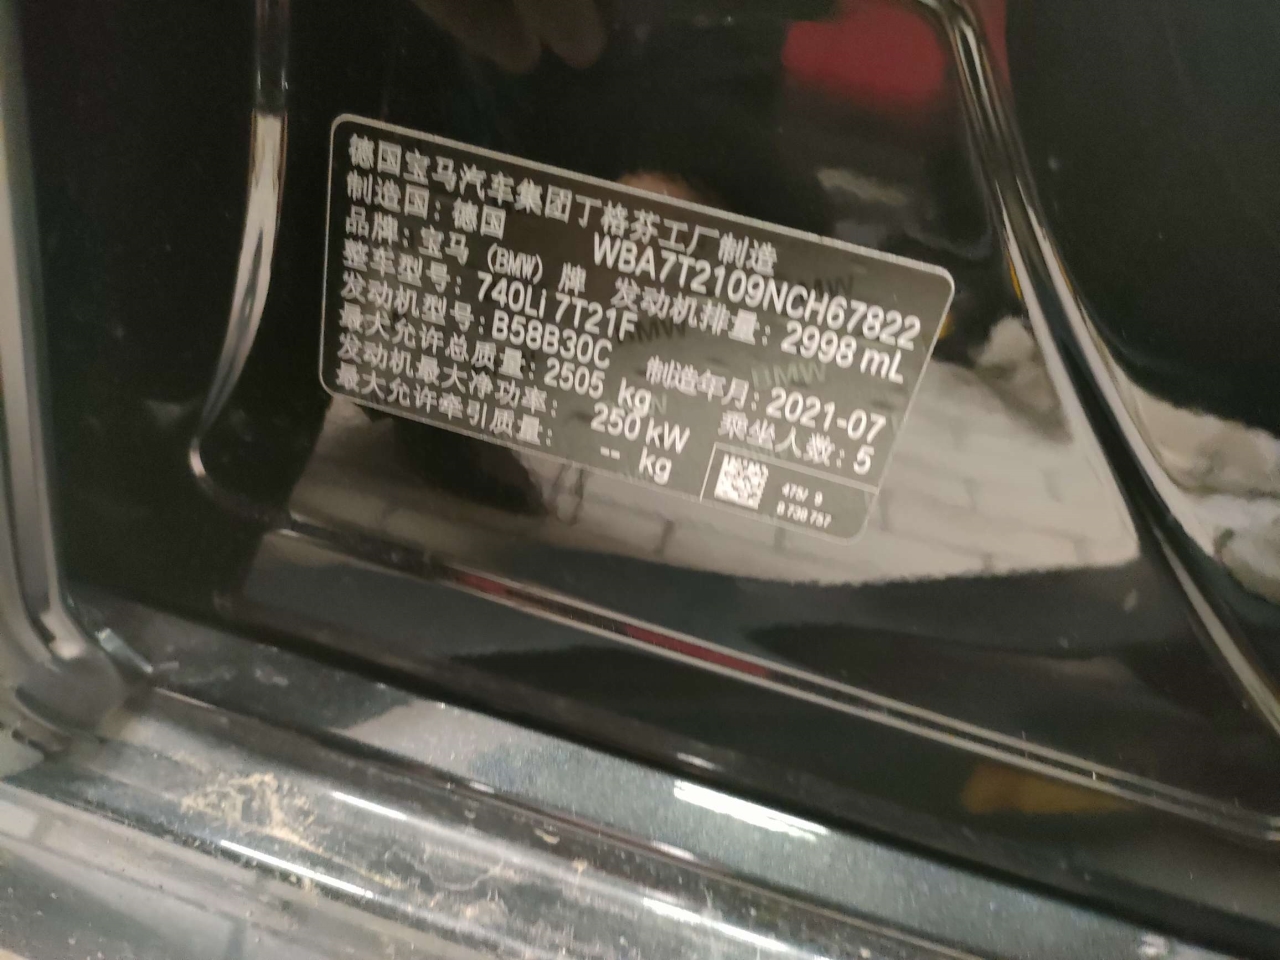 德国宝马汽车集团丁格芬工厂制造
制造国：德国 WBA7T2109NCH67822
品牌：宝马（BMW）牌 发动机排量：2998 mL
整车型号：740Li 7T21F
发动机型号：B58B30C 制造年月：2021-07
最大允许总质量：2505 kg 乘坐人数：5
发动机最大净功率：250 kW
最大允许牵引质量：-- kg
475/ 9
8 738 757